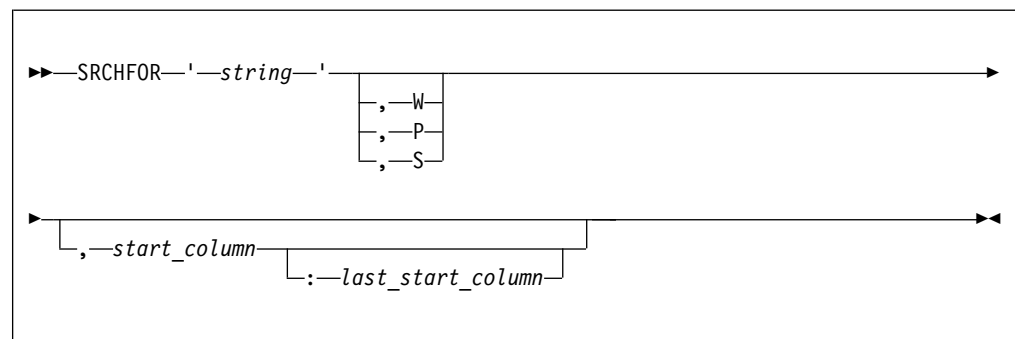 ►►—SRCHFOR—'—string—'
,—W
,—P
,—S
,—start_column
:—last_start_column